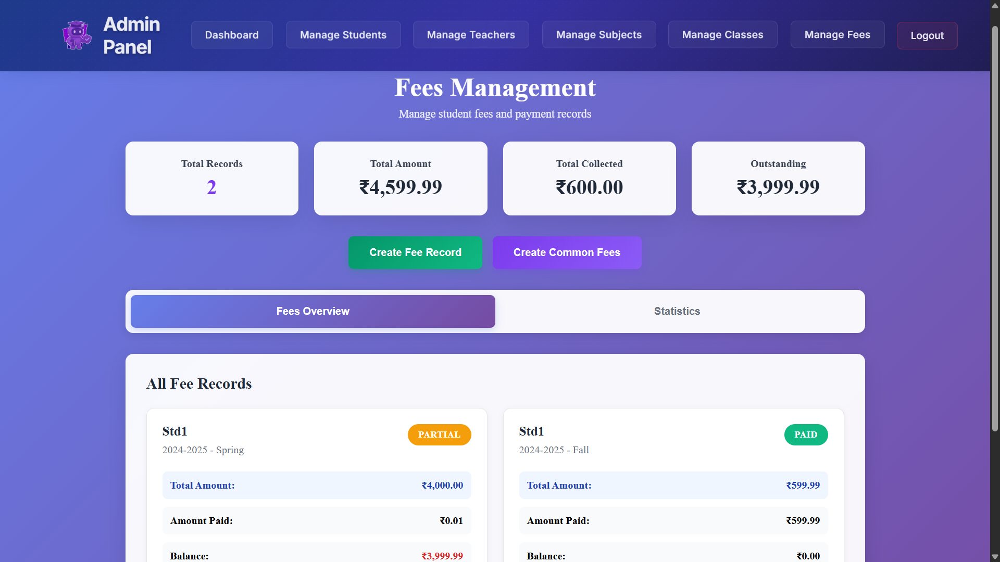 Admin
Panel
Dashboard
Manage Students
Manage Teachers
Manage Subjects
Manage Classes
Manage Fees
Logout
Fees Management
Manage student fees and payment records
Total Records
2
Total Amount
₹4,599.99
Total Collected
₹600.00
Outstanding
₹3,999.99
Create Fee Record
Create Common Fees
Fees Overview
Statistics
All Fee Records
Std1
PARTIAL
2024-2025 - Spring
Total Amount: ₹4,000.00
Amount Paid: ₹0.01
Balance: ₹3,999.99
Std1
PAID
2024-2025 - Fall
Total Amount: ₹599.99
Amount Paid: ₹599.99
Balance: ₹0.00